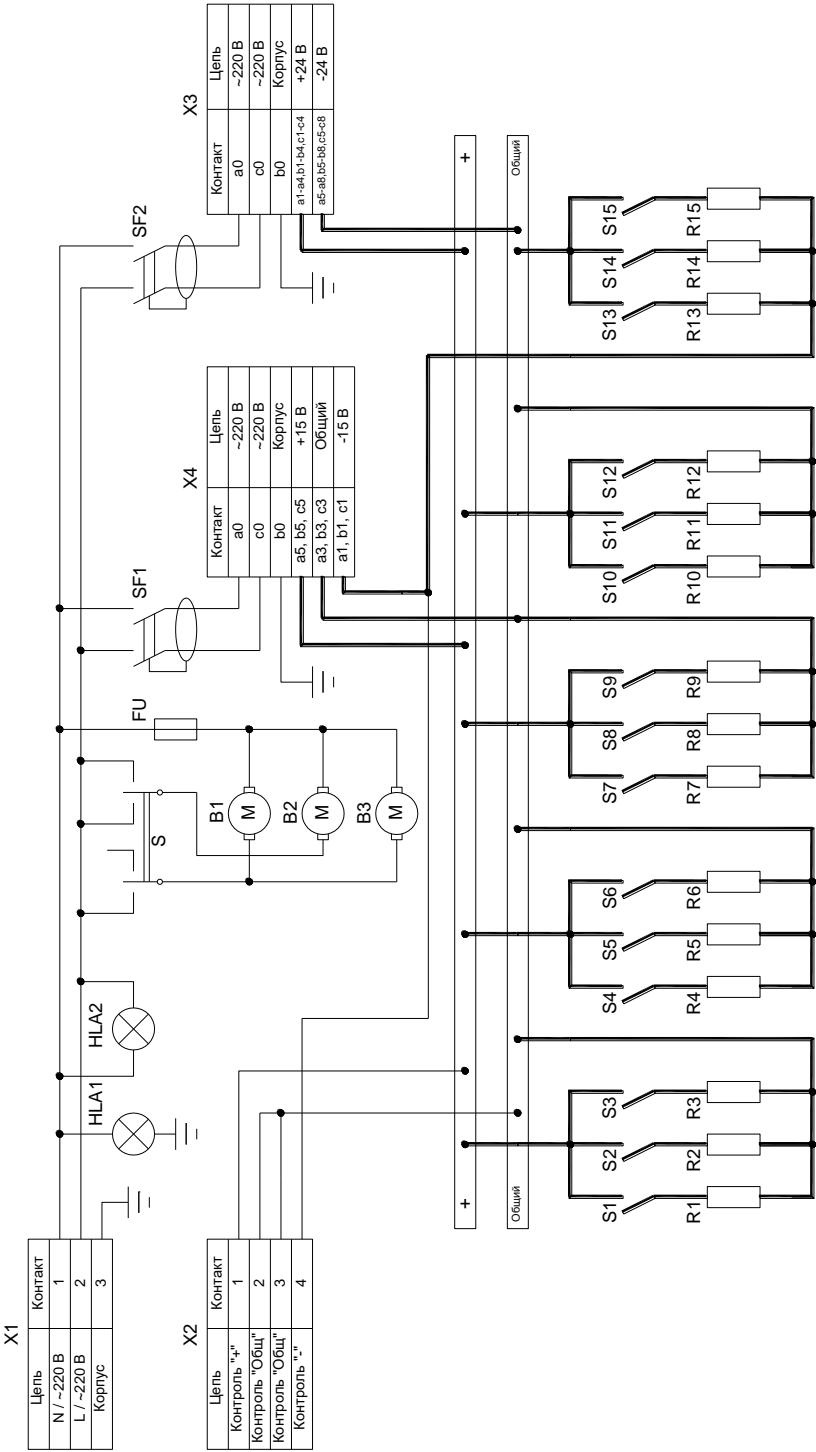 X1
Цепь Контакт
N / ~220 В 1
L / ~220 В 2
Корпус 3
HLA1
HLA2
S
FU
B1
M
B2
M
B3
M
SF1
SF2
X2
Цепь Контакт
Контроль "+" 1
Контроль "Общ" 2
Контроль "Общ" 3
Контроль "-" 4
X4
Контакт Цепь
a0 ~220 В
c0 ~220 В
b0 Корпус
a5, b5, c5 +15 В
a3, b3, c3 Общий
a1, b1, c1 -15 В
X3
Контакт Цепь
a0 ~220 В
c0 ~220 В
b0 Корпус
a1-a4,b1-b4,c1-c4 +24 В
a5-a8,b5-b8,c5-c8 -24 В
+ +
Общий Общий
S1 S2 S3 S4 S5 S6 S7 S8 S9 S10 S11 S12 S13 S14 S15
R1 R2 R3 R4 R5 R6 R7 R8 R9 R10 R11 R12 R13 R14 R15